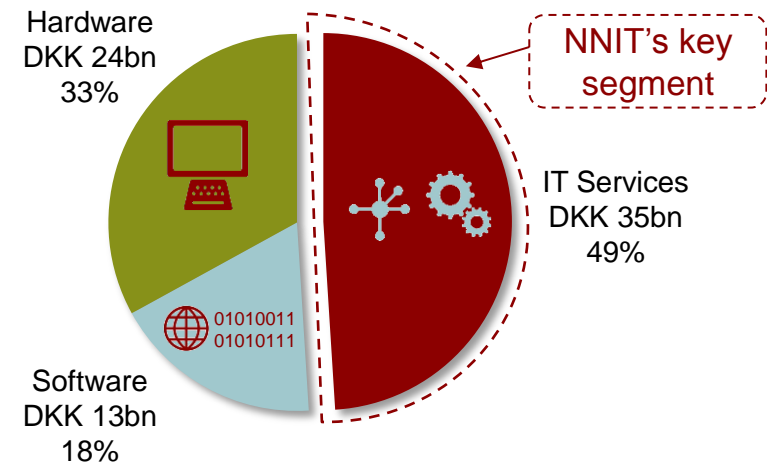 Hardware
DKK 24bn
33%
NNIT's key
segment
IT Services
DKK 35bn
49%
01010011
01010111
Software
DKK 13bn
18%